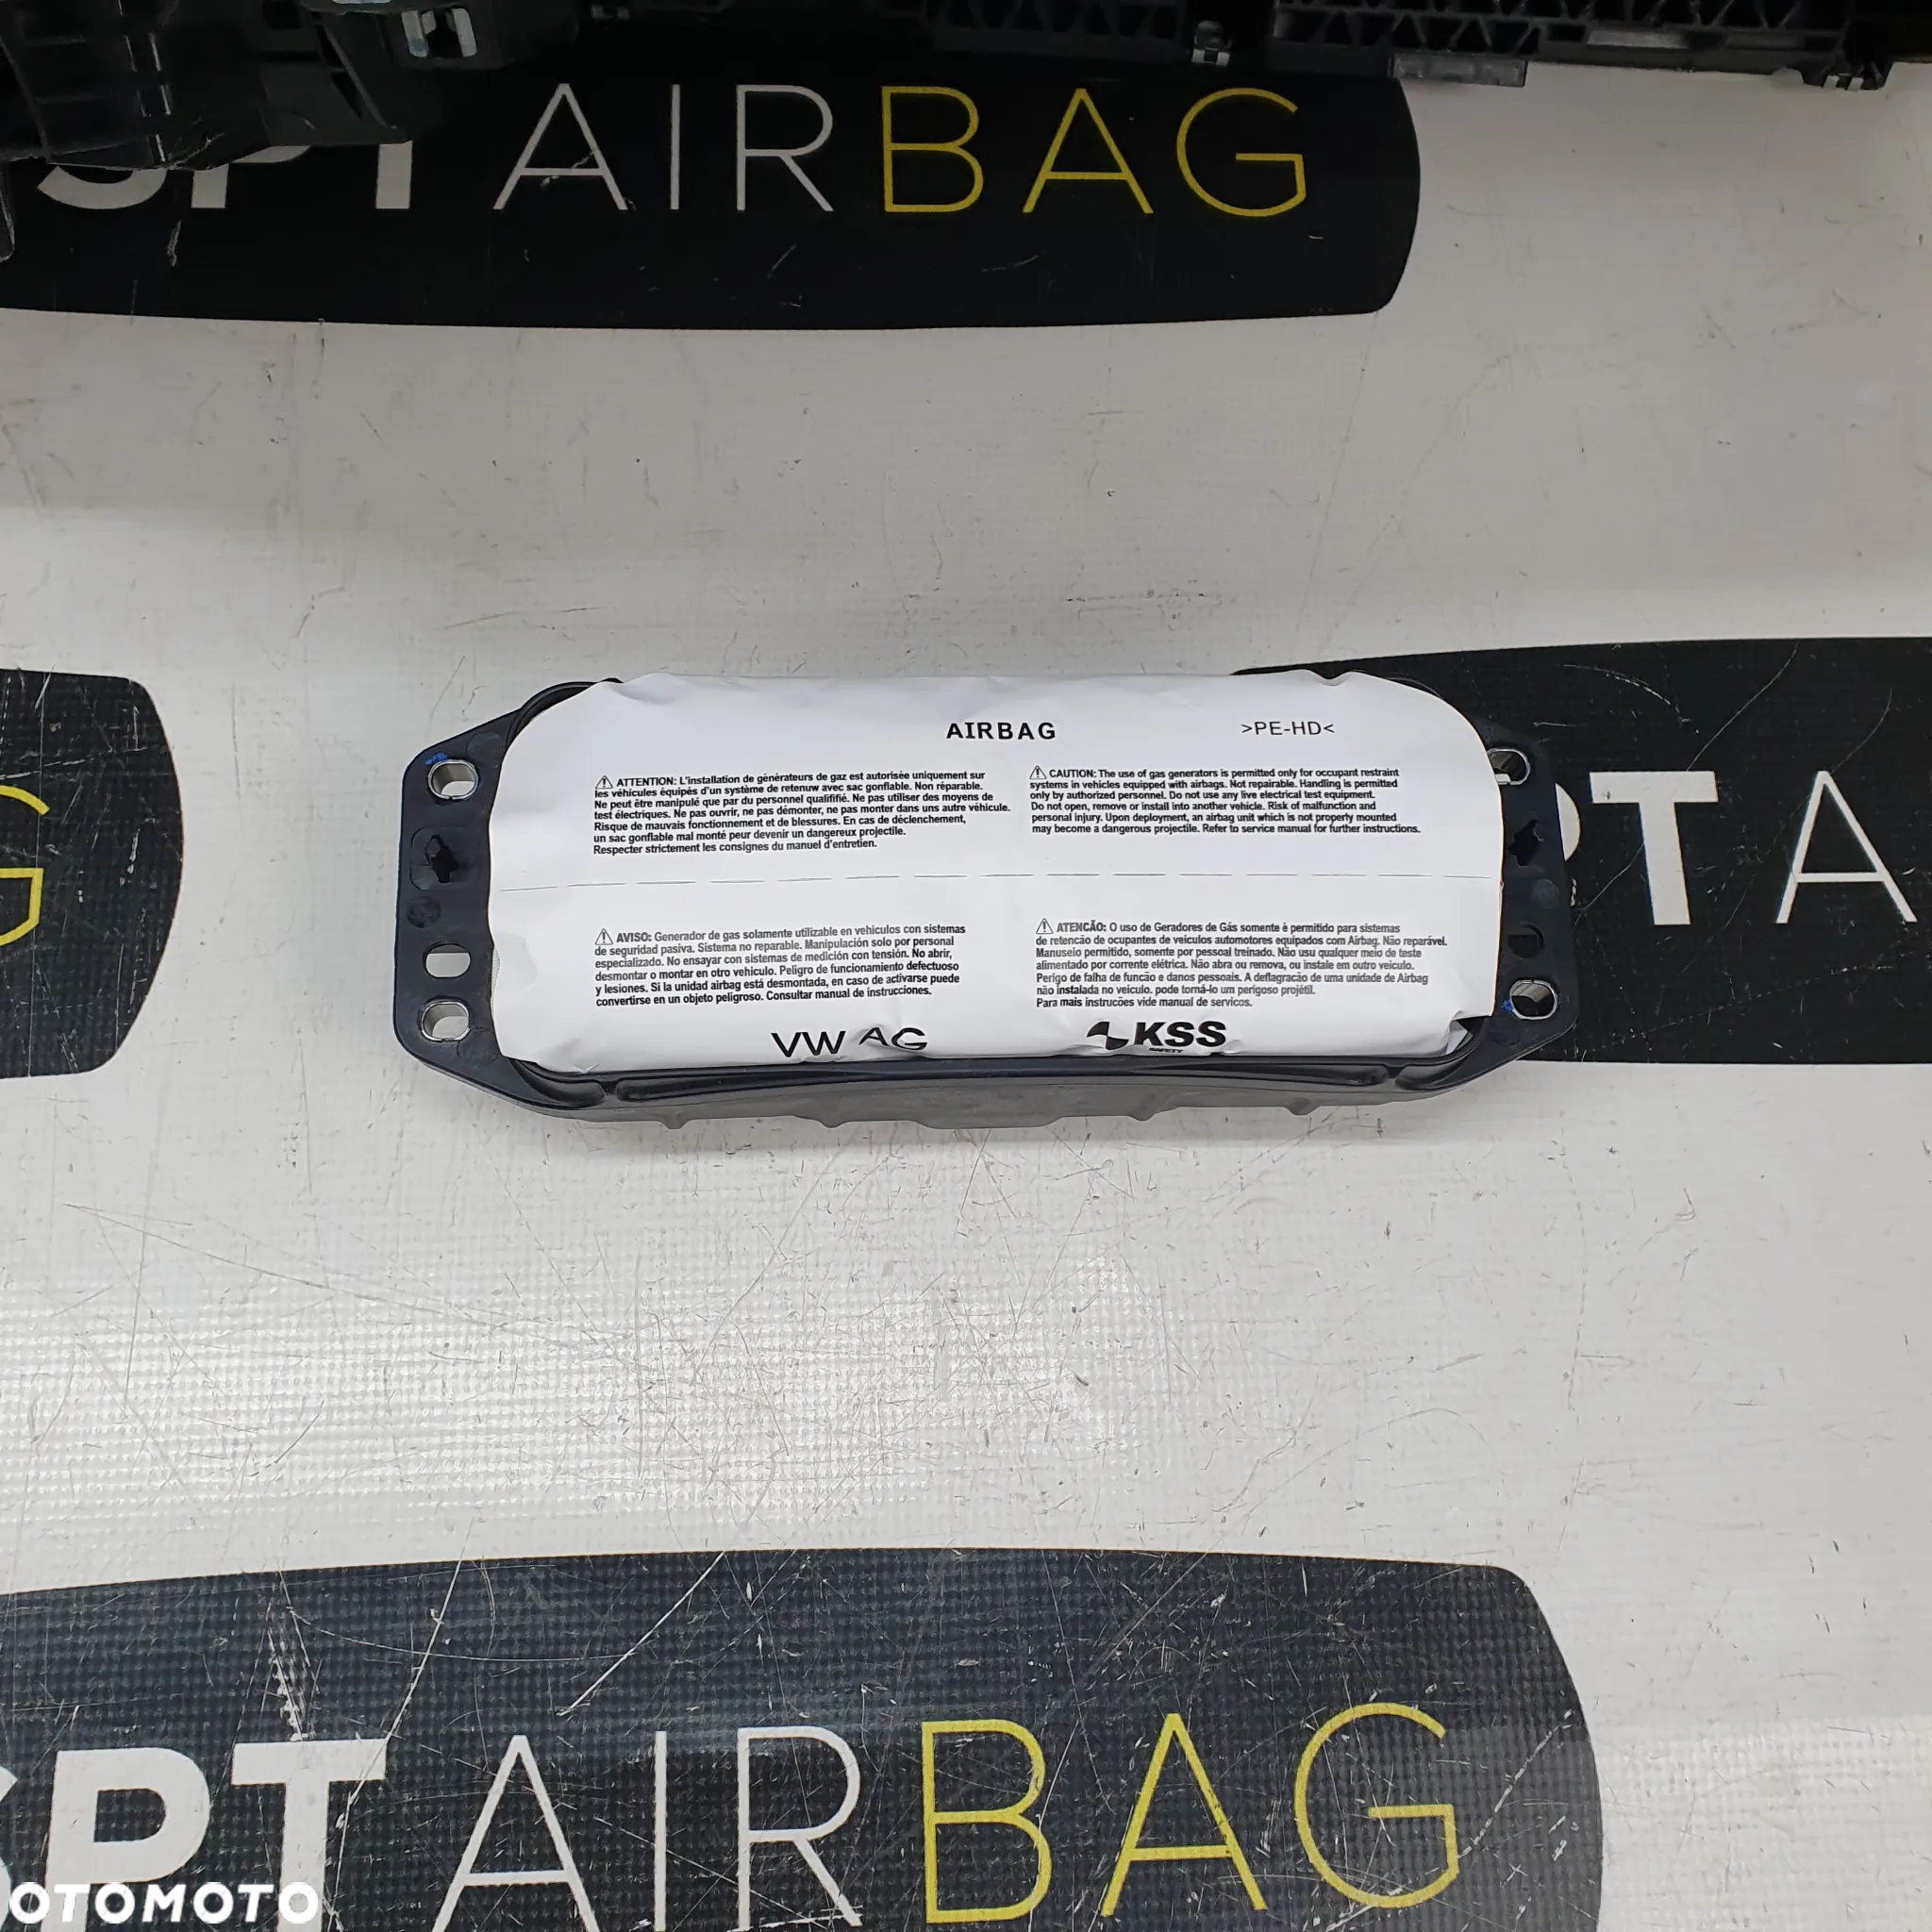 SPT AIRBAG
AIRBAG
>PE-HD<
ATTENTION: L'installation de générateurs de gaz est autorisée uniquement sur
les véhicules équipés d'un système de retenuw avec sac gonflable. Non réparable.
Ne peut être manipulé que par du personnel qualififié. Ne pas utiliser des moyens de
test électriques. Ne pas ouvrir, ne pas démonter, ne pas monter dans uns autre véhicule.
Risque de mauvais fonctionnement et de blessures. En cas de déclenchement,
un sac gonflable mal monté peur devenir un dangereux projectile.
Respecter strictement les consignes du manuel d'entretien.
CAUTION: The use of gas generators is permitted only for occupant restraint
systems in vehicles equipped with airbags. Not repairable. Handling is permitted
only by authorized personnel. Do not use any live electrical test equipment.
Do not open, remove or install into another vehicle. Risk of malfunction and
personal injury. Upon deployment, an airbag unit which is not properly mounted
may become a dangerous projectile. Refer to service manual for further instructions.
AVISO: Generador de gas solamente utilizable en vehiculos con sistemas
de seguridad pasiva. Sistema no reparable. Manipulación solo por personal
especializado. No ensayar con sistemas de medición con tensión. No abrir,
desmontar o montar en otro vehiculo. Peligro de funcionamiento defectuoso
y lesiones. Si la unidad airbag está desmontada, en caso de activarse puede
convertirse en un objeto peligroso. Consultar manual de instrucciones.
ATENCÃO: O uso de Geradores de Gás somente é permitido para sistemas
de retencão de ocupantes de veiculos automotores equipados com Airbag. Não reparável.
Manuseio permitido, somente por pessoal treinado. Não usu qualquer meio de teste
alimentado por corrente elétrica. Não abra ou remova, ou instale em outro veiculo.
Perigo de falha de funcão e danos pessoais. A deflagracão de uma unidade de Airbag
não instalada no veiculo. pode torná-lo um perigoso projétil.
Para mais instrucões vide manual de servicos.
VW AG
KSS
SAFETY
G
PT A
SPT AIRBAG
OTOMOTO